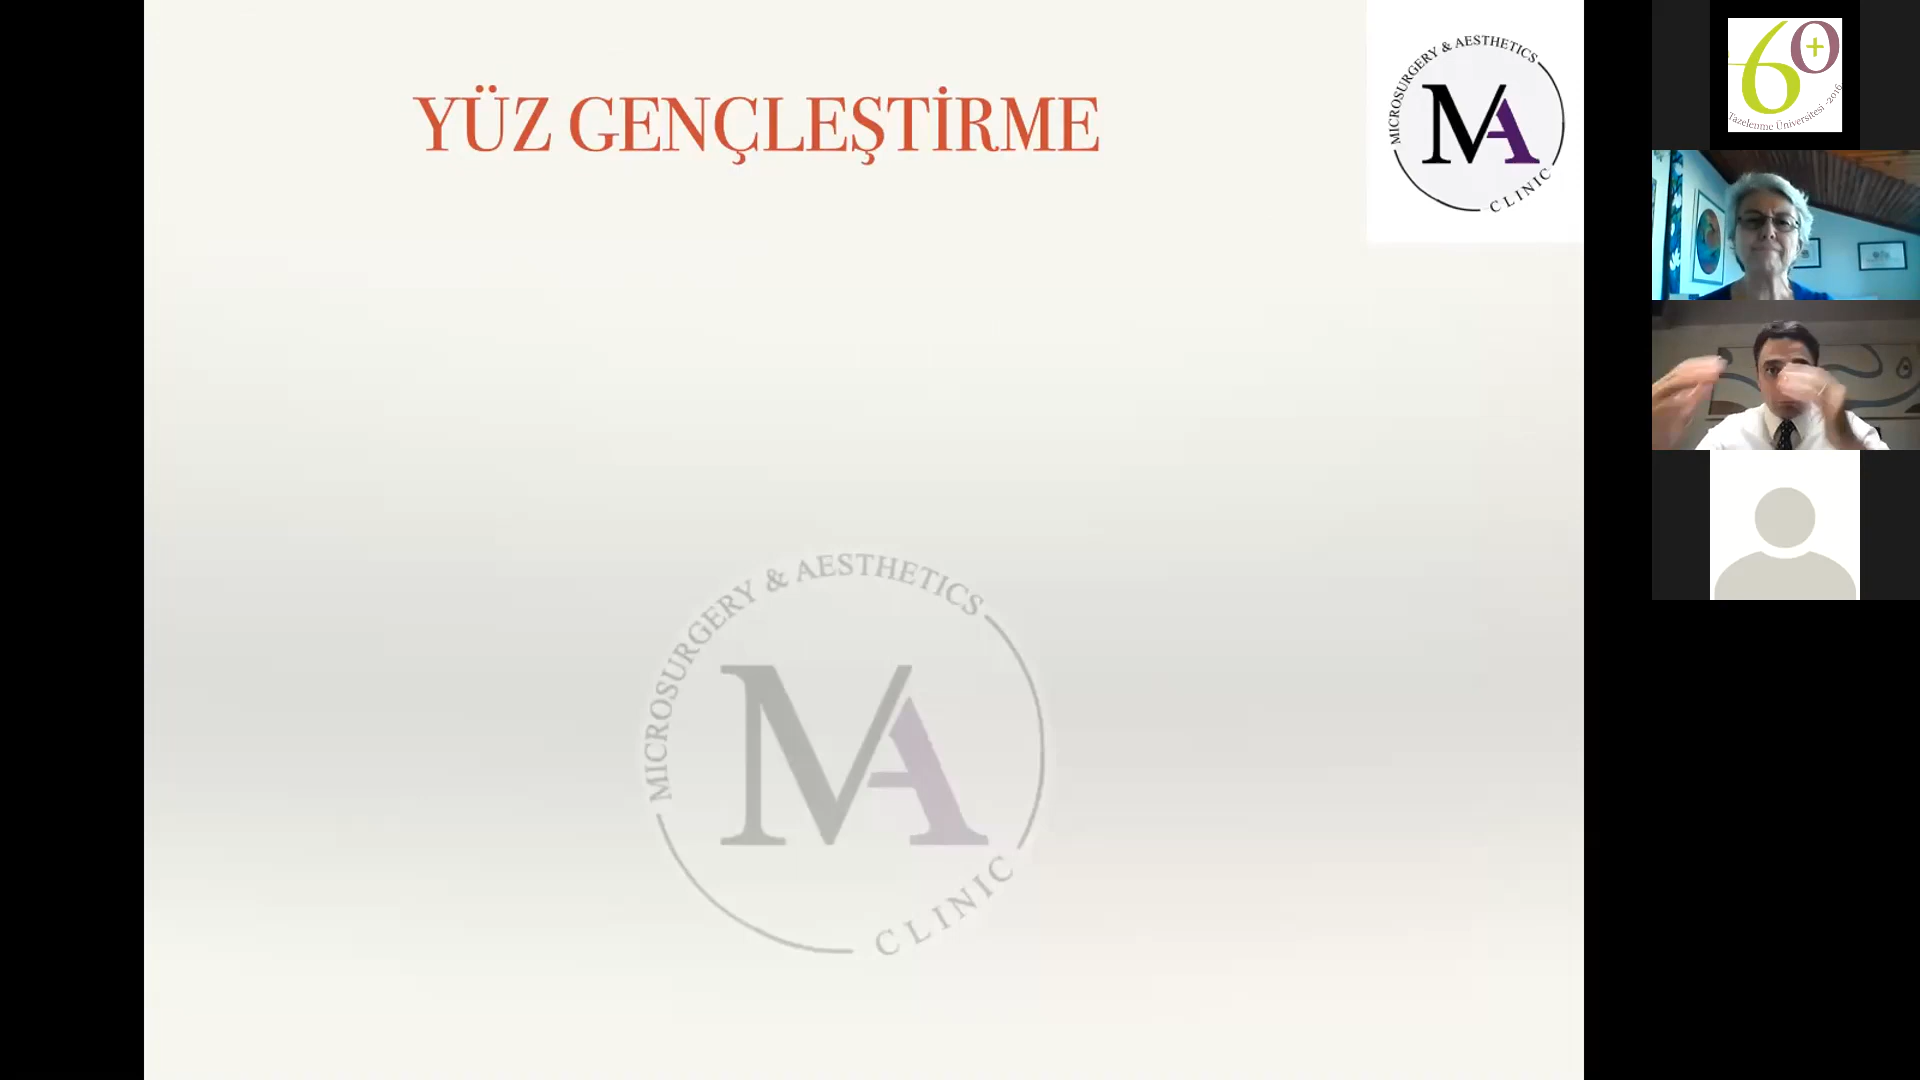 YÜZ GENÇLEŞTİRME
MICROSURGERY & AESTHETICS
MA
CLINIC
MICROSURGERY & AESTHETICS
MA
CLINIC
60+
Tazelenme Üniversitesi -2016